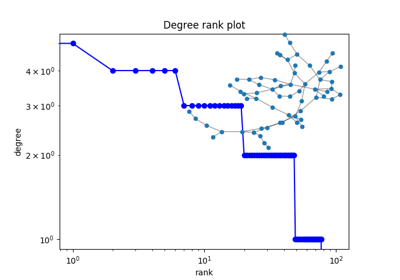 Degree rank plot
degree
4 × 10⁰
3 × 10⁰
2 × 10⁰
10⁰
10⁰
10¹
10²
rank